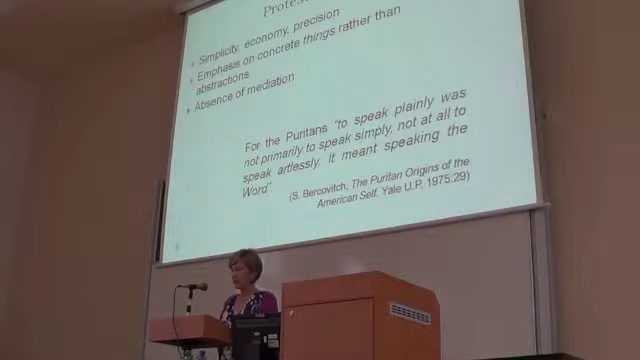 Simplicity, economy, precision
Emphasis on concrete things rather than
abstractions
Absence of mediation
For the Puritans "to speak plainly was
not primarily to speak simply, not at all to
speak artlessly. It meant speaking the
Word".
(S. Bercovitch, The Puritan Origins of the
American Self. Yale U.P. 1975:29)